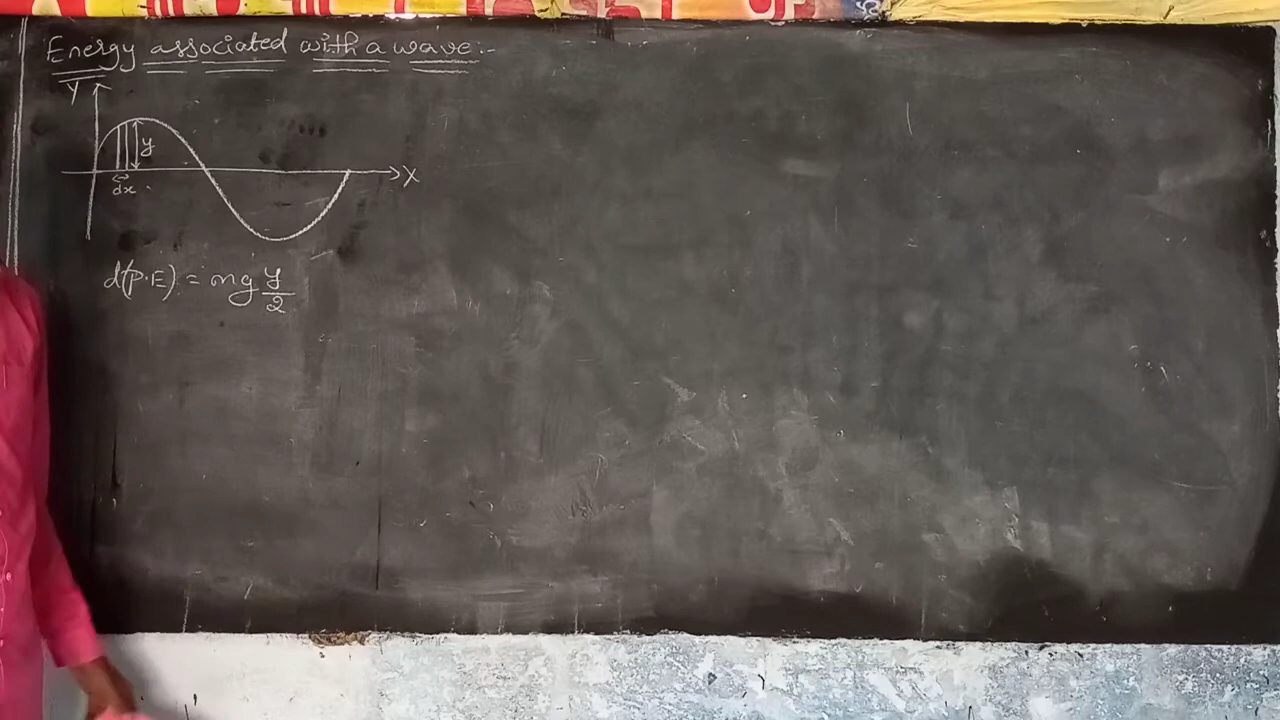 Energy associated with a wave:-
Y
y
dx
X
d(P.E) = mg y/2